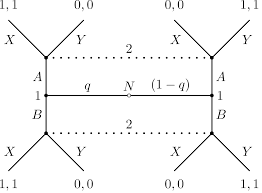 1, 1 0, 0 0, 0 1, 1
X Y X Y
2
A A
1 q N (1 − q) 1
B B
2
X Y X Y
1, 1 0, 0 0, 0 1, 1